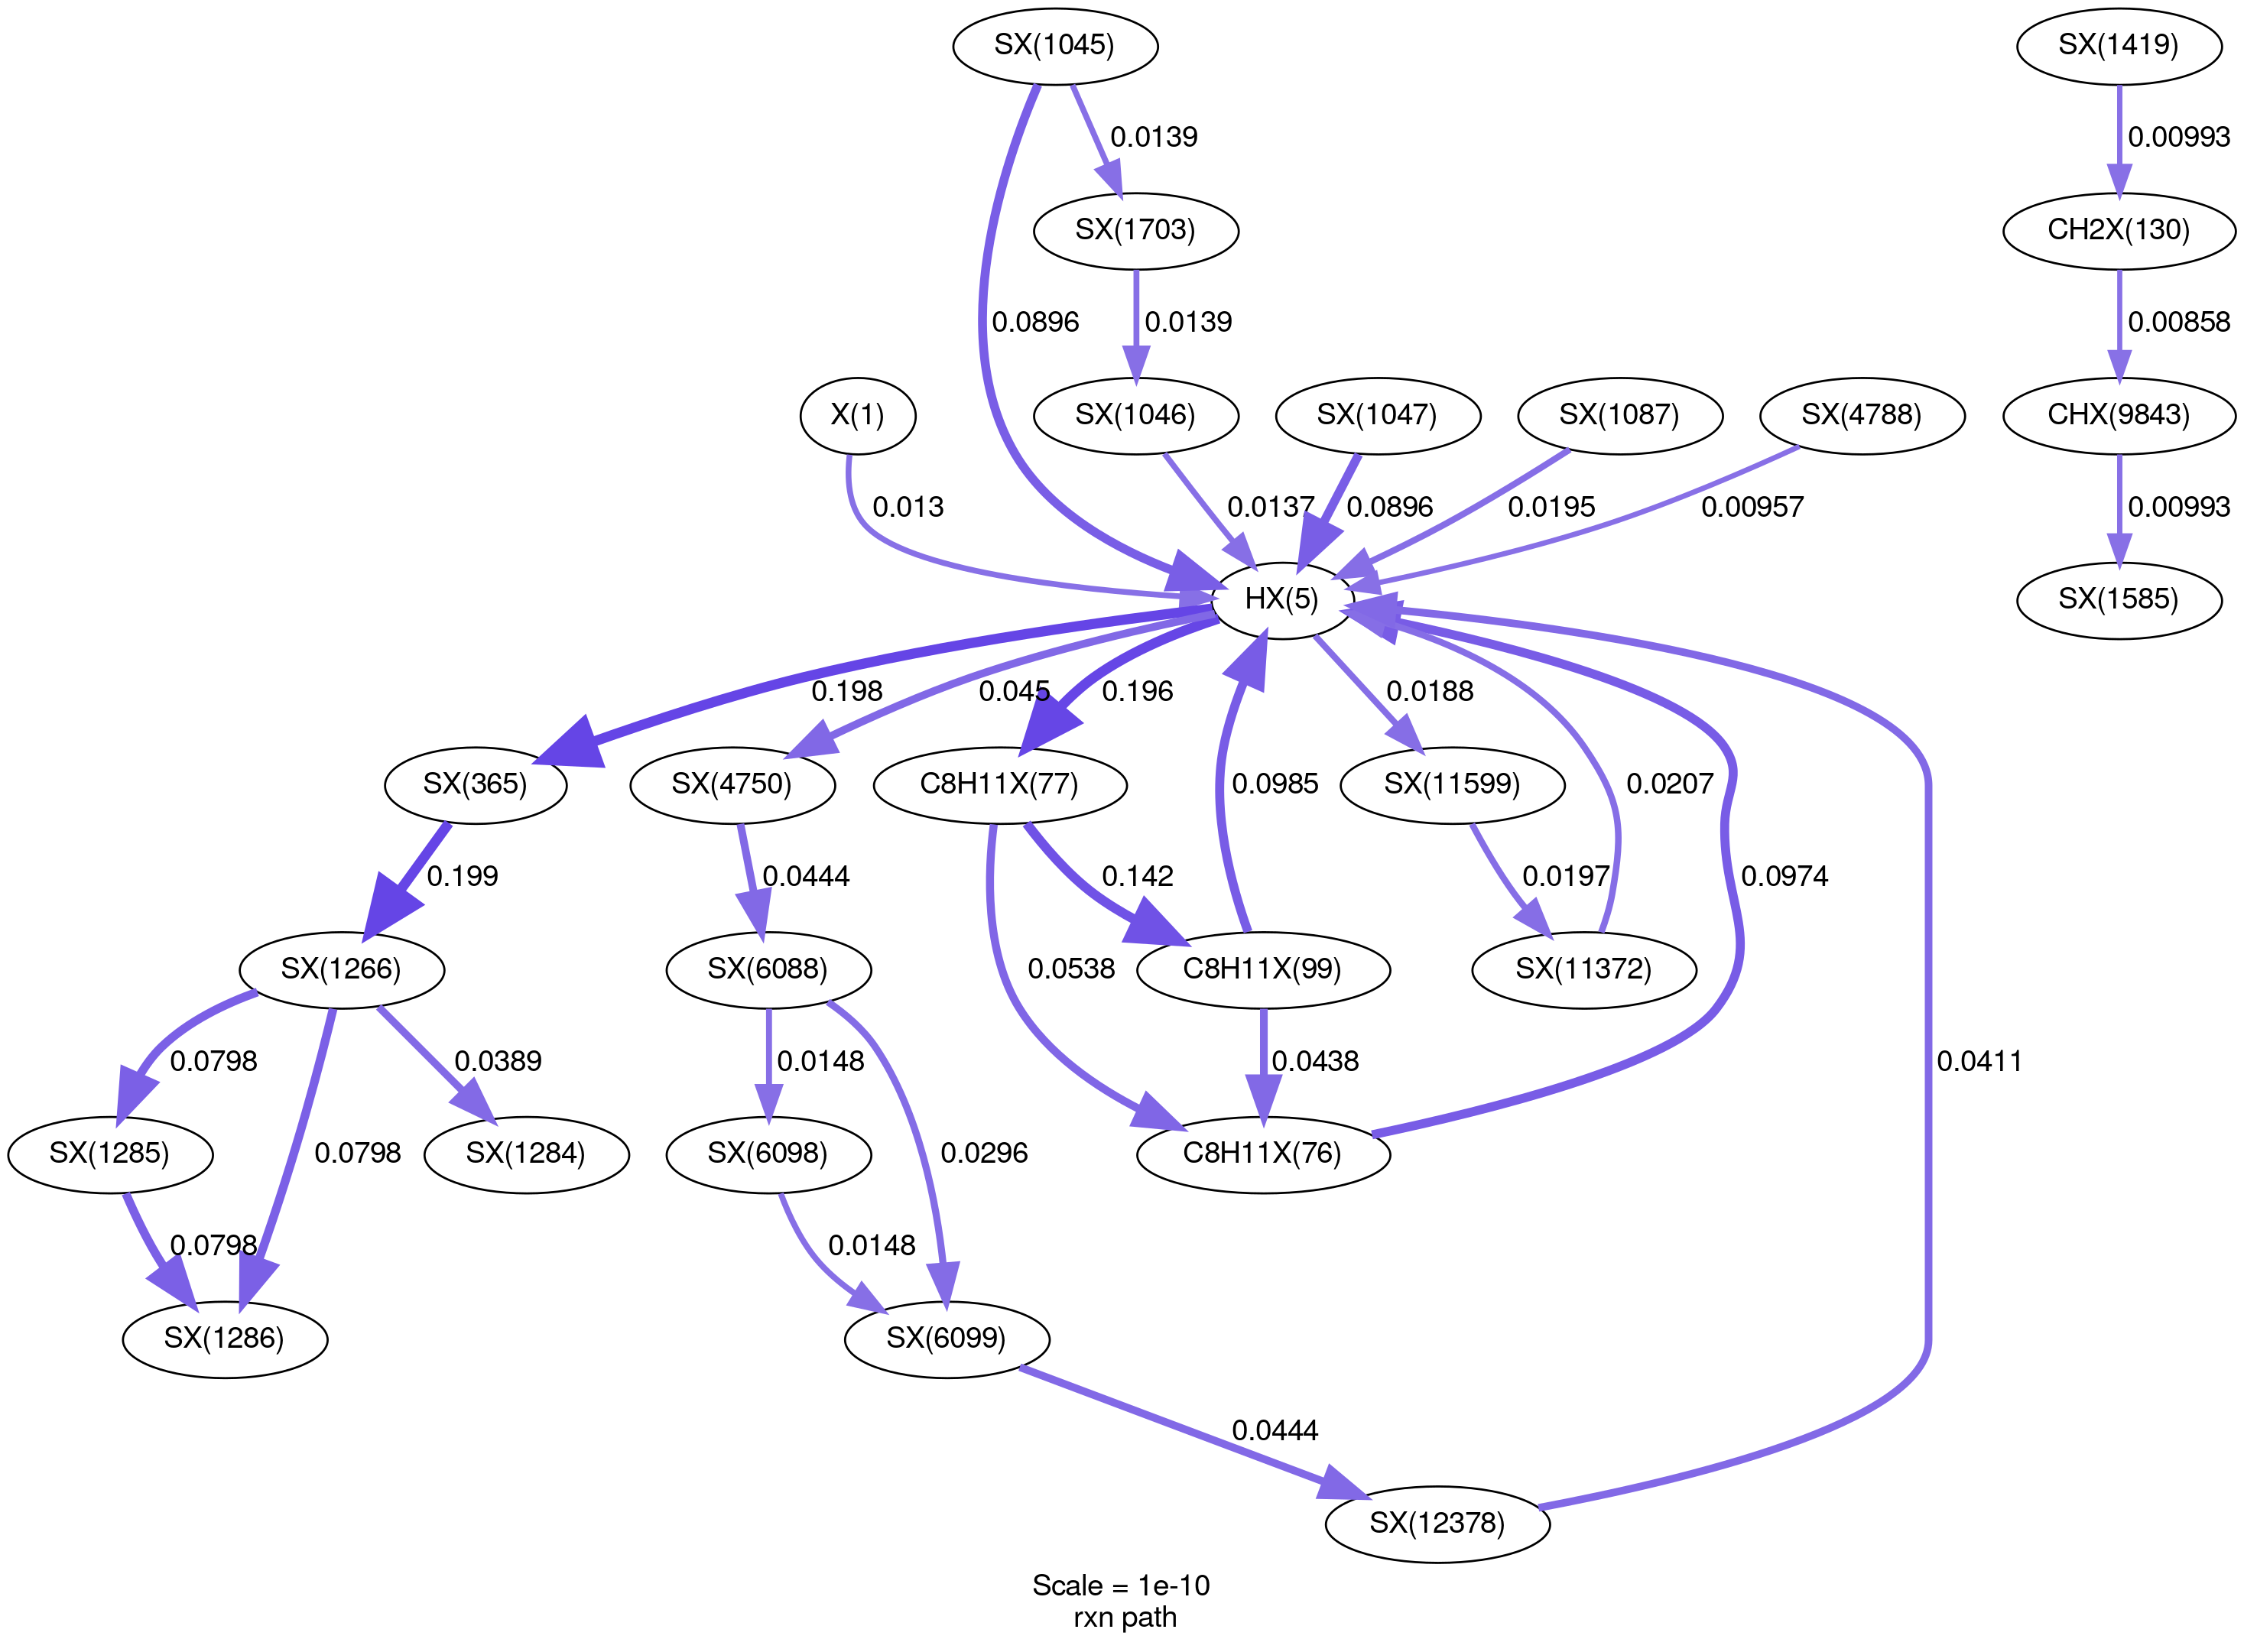 SX(1045)
SX(1419)
0.0139
0.00993
SX(1703)
CH2X(130)
0.0896
0.0139
0.00858
X(1)
SX(1046)
SX(1047)
SX(1087)
SX(4788)
CHX(9843)
0.013
0.0137
0.0896
0.0195
0.00957
0.00993
HX(5)
SX(1585)
0.198
0.045
0.196
0.0188
SX(365)
SX(4750)
C8H11X(77)
0.0985
SX(11599)
0.0207
0.199
0.0444
0.142
0.0197
0.0974
SX(1266)
SX(6088)
0.0538
C8H11X(99)
SX(11372)
0.0798
0.0389
0.0148
0.0438
0.0411
SX(1285)
0.0798
SX(1284)
SX(6098)
0.0296
C8H11X(76)
0.0798
0.0148
SX(1286)
SX(6099)
0.0444
SX(12378)
Scale = 1e-10
rxn path